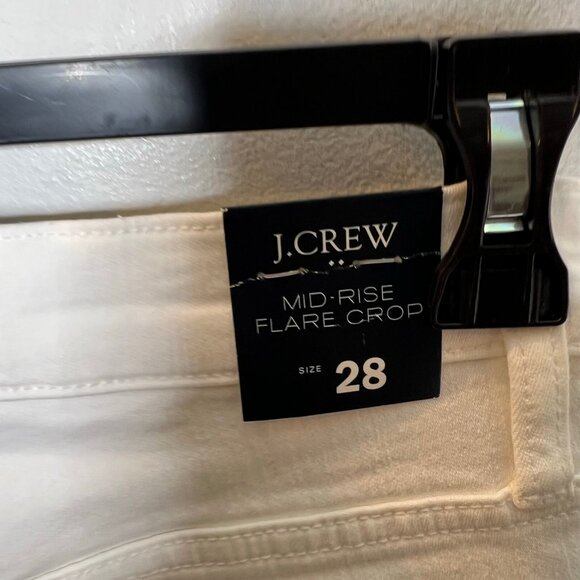 J.CREW
MID-RISE
FLARE CROP
SIZE 28